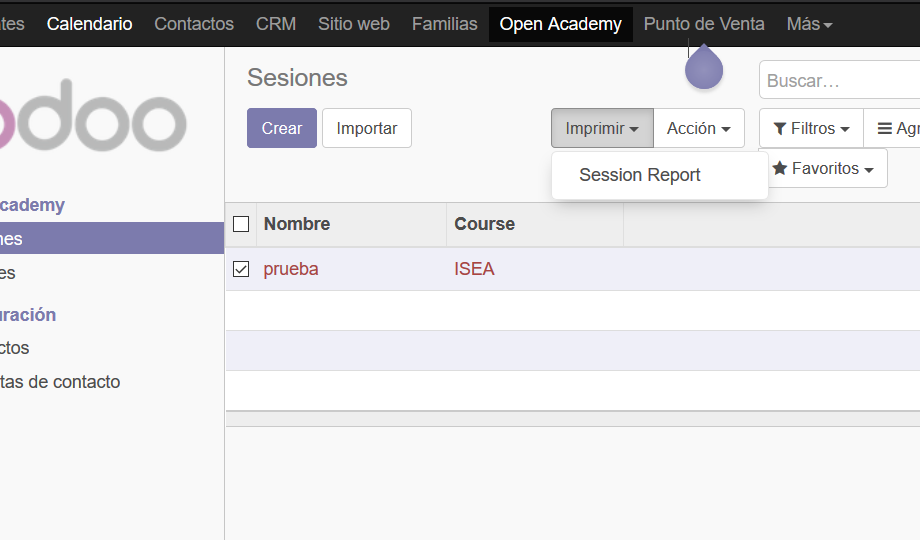 tes Calendario Contactos CRM Sitio web Familias Open Academy Punto de Venta Más
odoo
Sesiones
Buscar...
Crear Importar Imprimir Acción Filtros Agr
Session Report Favoritos
cademy
nes
es
uración
ctos
tas de contacto
Nombre Course
prueba ISEA